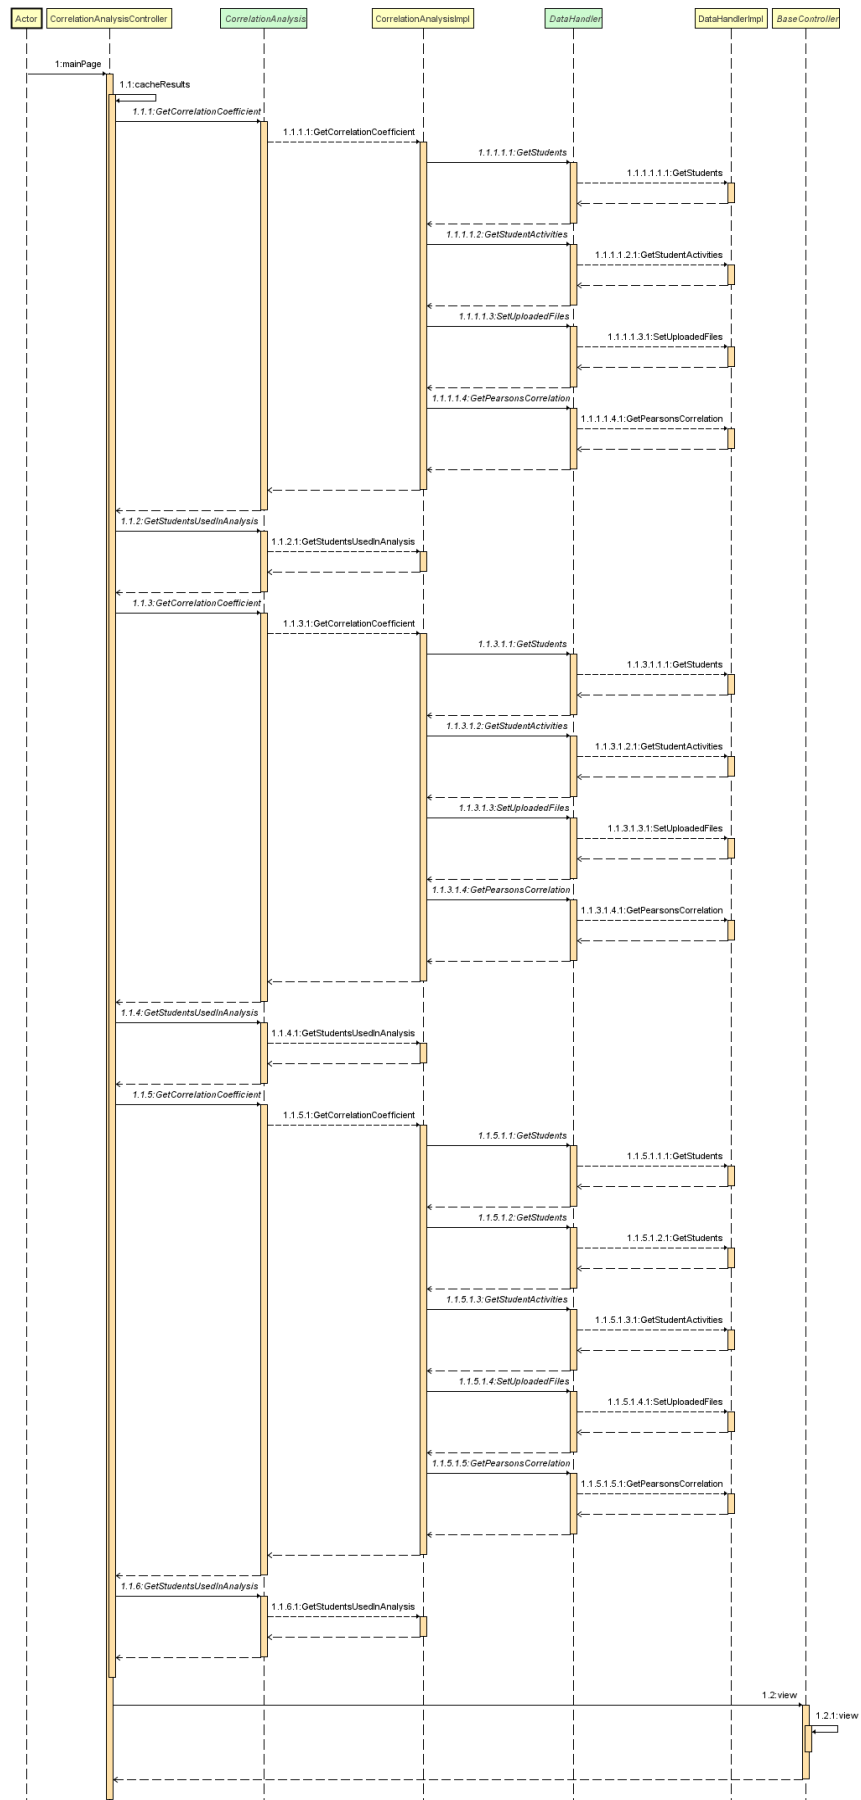 Actor
CorrelationAnalysisController
CorrelationAnalysis
CorrelationAnalysisImpl
DataHandler
DataHandlerImpl
BaseController
1:mainPage
1.1:cacheResults
1.1.1:GetCorrelationCoefficient
1.1.1.1:GetCorrelationCoefficient
1.1.1.1.1:GetStudents
1.1.1.1.1.1:GetStudents
1.1.1.1.2:GetStudentActivities
1.1.1.1.2.1:GetStudentActivities
1.1.1.1.3:SetUploadedFiles
1.1.1.1.3.1:SetUploadedFiles
1.1.1.1.4:GetPearsonsCorrelation
1.1.1.1.4.1:GetPearsonsCorrelation
1.1.2:GetStudentsUsedInAnalysis
1.1.2.1:GetStudentsUsedInAnalysis
1.1.3:GetCorrelationCoefficient
1.1.3.1:GetCorrelationCoefficient
1.1.3.1.1:GetStudents
1.1.3.1.1.1:GetStudents
1.1.3.1.2:GetStudentActivities
1.1.3.1.2.1:GetStudentActivities
1.1.3.1.3:SetUploadedFiles
1.1.3.1.3.1:SetUploadedFiles
1.1.3.1.4:GetPearsonsCorrelation
1.1.3.1.4.1:GetPearsonsCorrelation
1.1.4:GetStudentsUsedInAnalysis
1.1.4.1:GetStudentsUsedInAnalysis
1.1.5:GetCorrelationCoefficient
1.1.5.1:GetCorrelationCoefficient
1.1.5.1.1:GetStudents
1.1.5.1.1.1:GetStudents
1.1.5.1.2:GetStudents
1.1.5.1.2.1:GetStudents
1.1.5.1.3:GetStudentActivities
1.1.5.1.3.1:GetStudentActivities
1.1.5.1.4:SetUploadedFiles
1.1.5.1.4.1:SetUploadedFiles
1.1.5.1.5:GetPearsonsCorrelation
1.1.5.1.5.1:GetPearsonsCorrelation
1.1.6:GetStudentsUsedInAnalysis
1.1.6.1:GetStudentsUsedInAnalysis
1.2:view
1.2.1:view